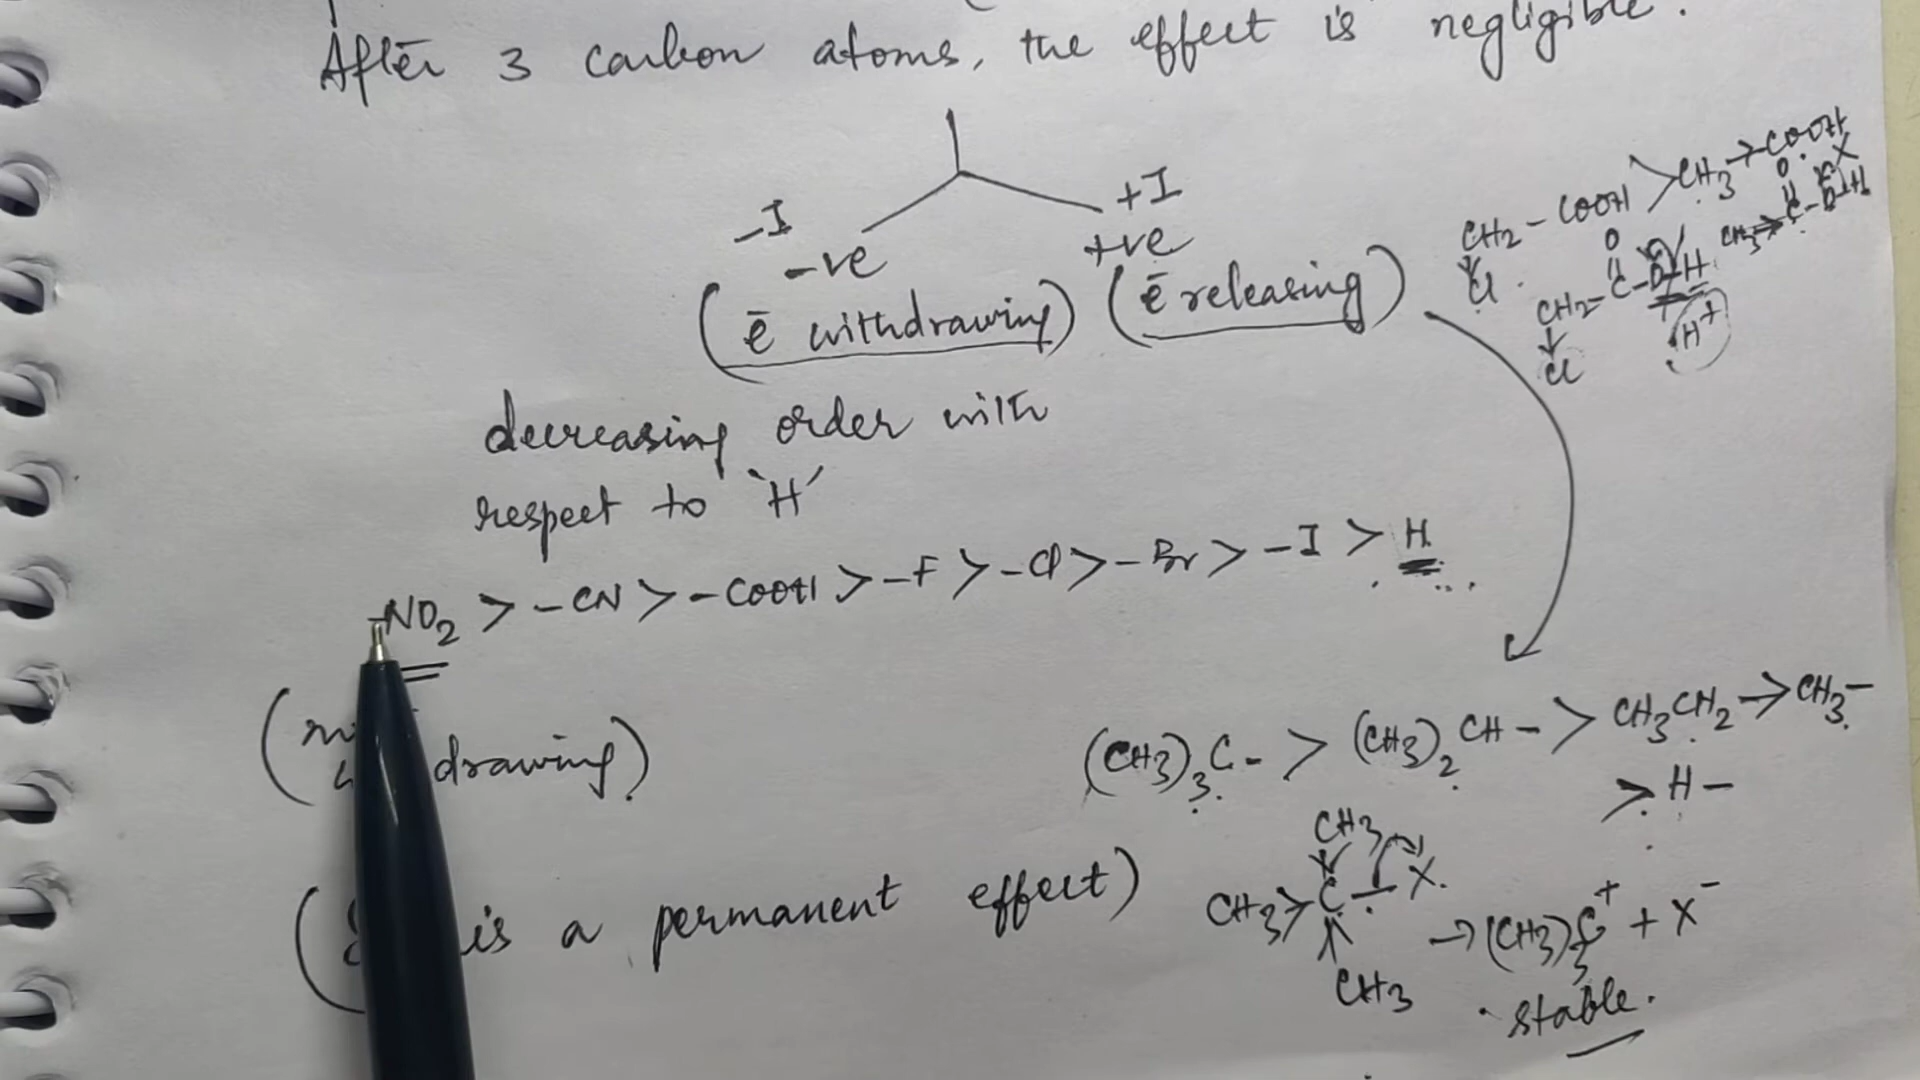 After 3 carbon atoms, the effect is negligible.
-I +I
-ve +ve
(ē withdrawing) (ē releasing)
CH2 - COOH > CH3 → COOH
Cl
O
CH2 - C - O - H
Cl
H+
O
CH3 → C - O - H
X
decreasing order with
respect to 'H'
-NO2 > -CN > -COOH > -F > -Cl > -Br > -I > H
drawing)
(CH3)3C- > (CH3)2CH- > CH3CH2- > CH3-
> H-
is a permanent effect)
CH3
CH3 > C - X
CH3
→ (CH3)3C+ + X-
stable.